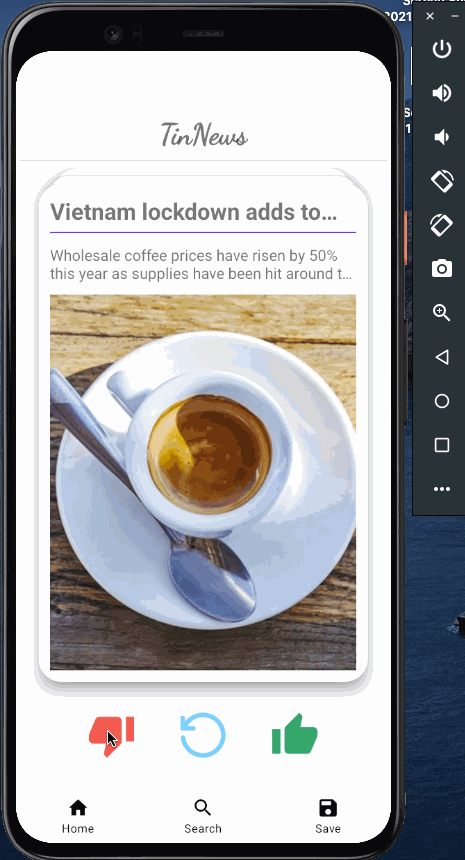 2021
TinNews
Vietnam lockdown adds to...
Wholesale coffee prices have risen by 50%
this year as supplies have been hit around t...
Home
Search
Save